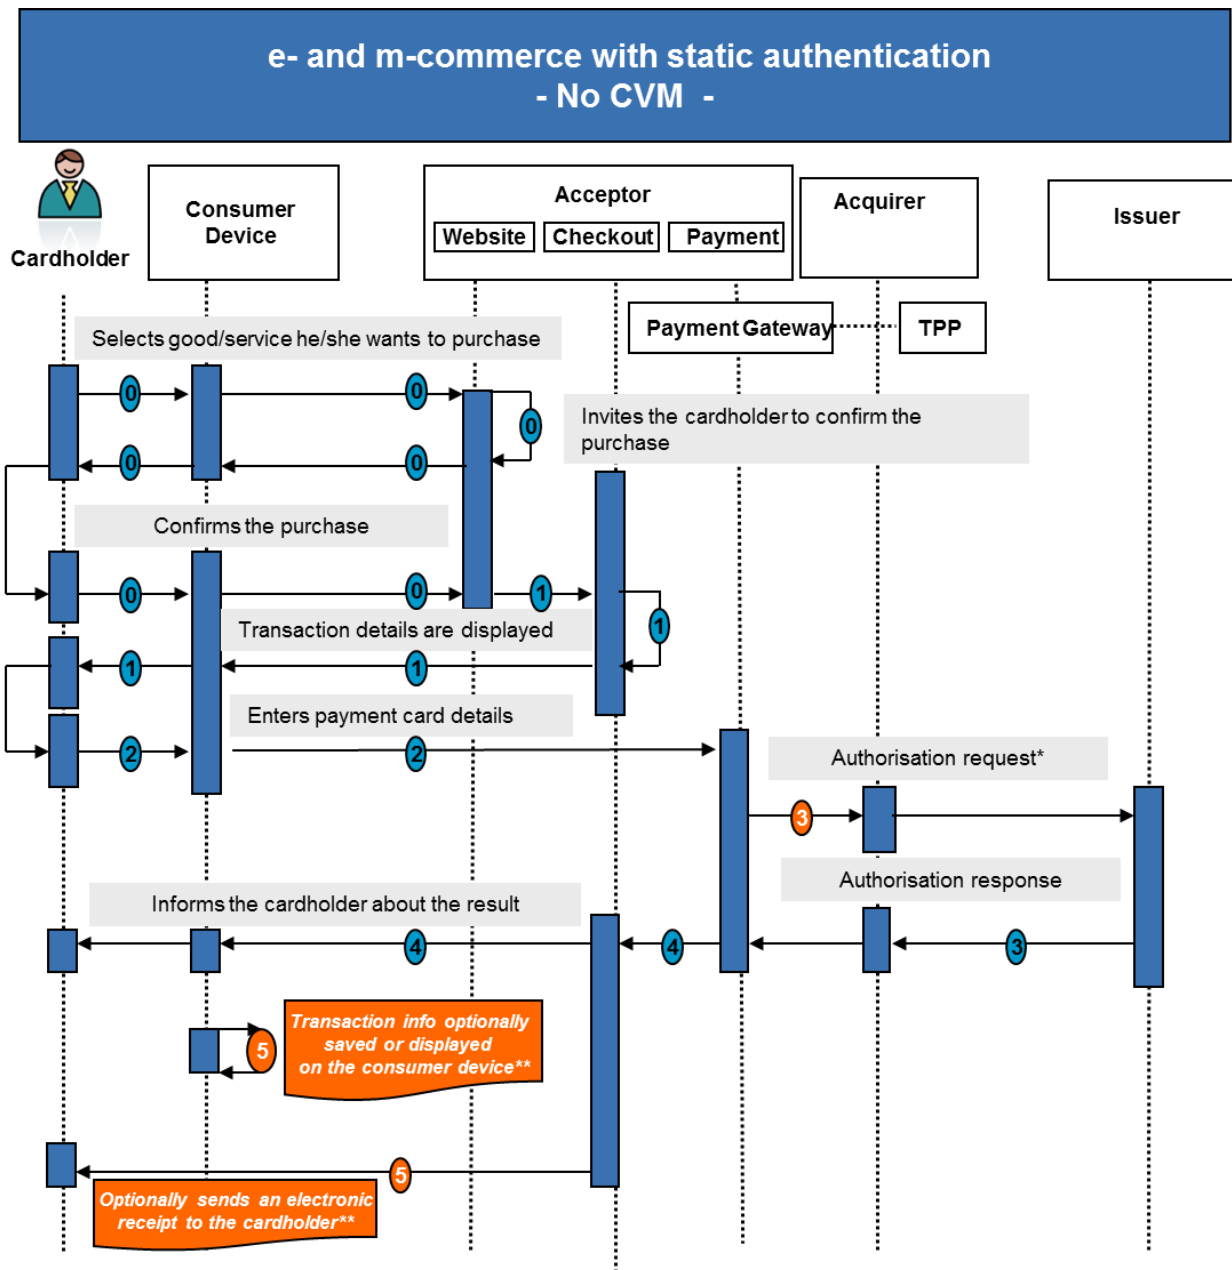 e- and m-commerce with static authentication
- No CVM -
Cardholder
Consumer
Device
Acceptor
Website
Checkout
Payment
Acquirer
Issuer
Payment Gateway
TPP
Selects good/service he/she wants to purchase
0
0
0
Invites the cardholder to confirm the
purchase
0
0
Confirms the purchase
0
0
1
Transaction details are displayed
1
1
1
Enters payment card details
2
2
Authorisation request*
3
Authorisation response
Informs the cardholder about the result
4
4
3
Transaction info optionally
saved or displayed
on the consumer device**
5
5
Optionally sends an electronic
receipt to the cardholder**